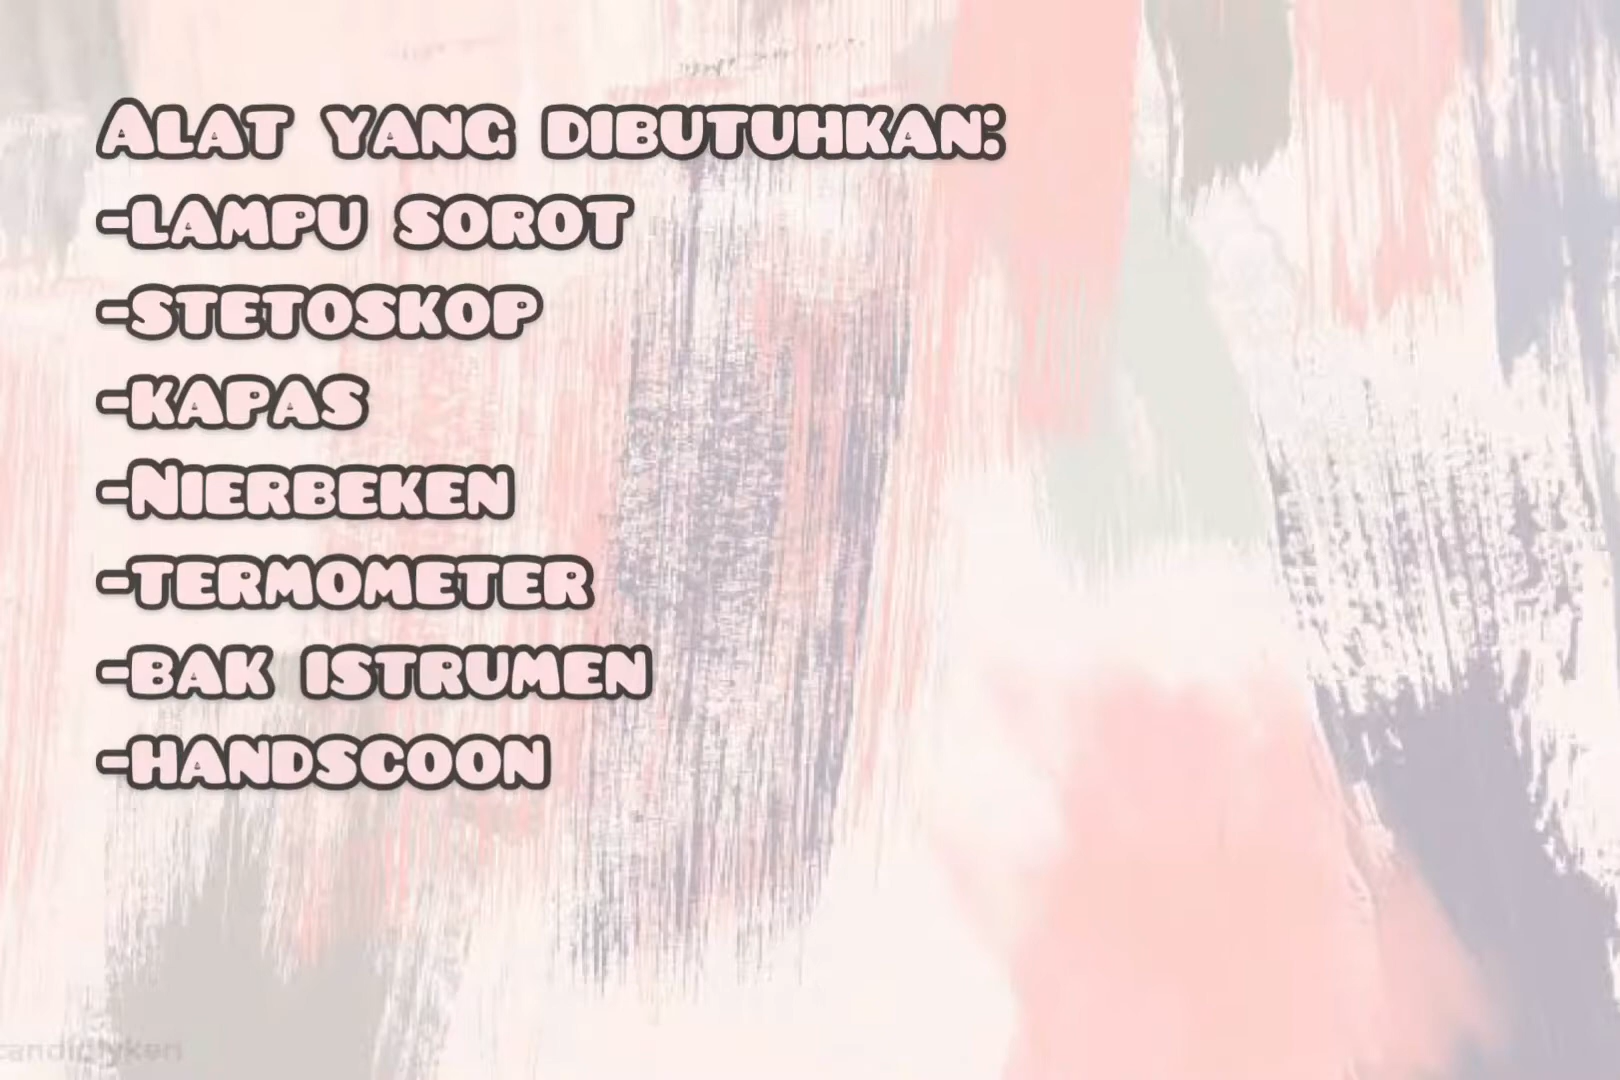 Alat yang dibutuhkan:
-lampu sorot
-stetoskop
-kapas
-Nierbeken
-termometer
-bak istrumen
-handscoon